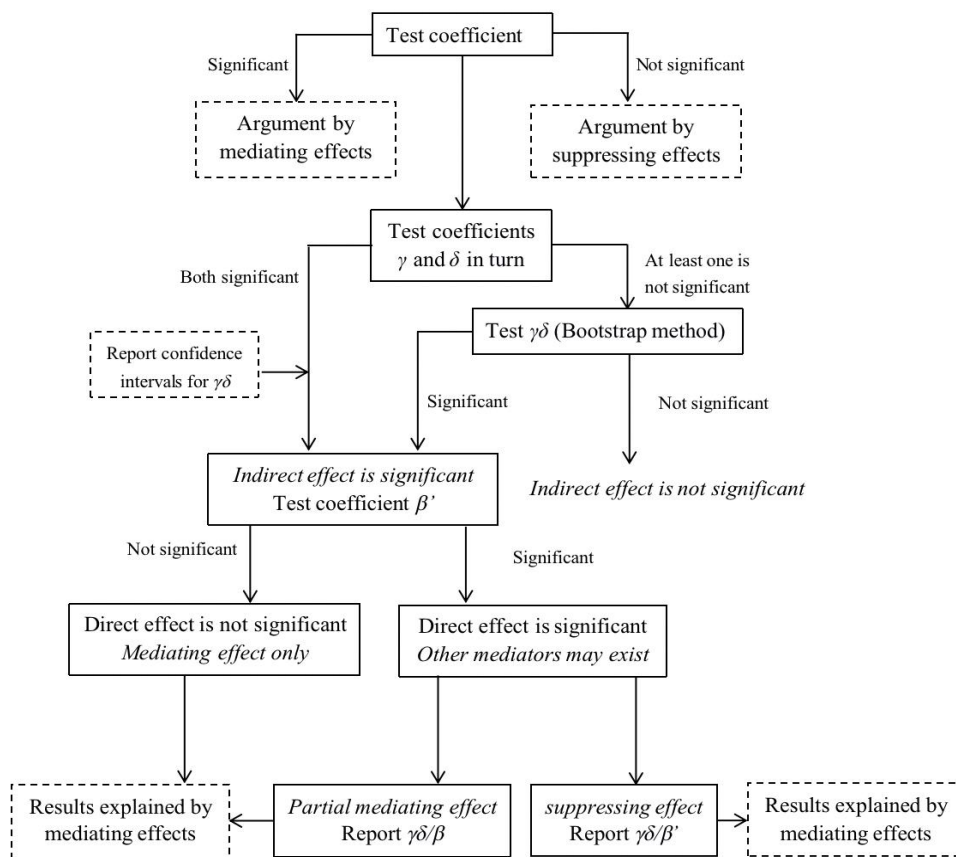 Test coefficient
Significant
Not significant
Argument by
mediating effects
Argument by
suppressing effects
Test coefficients
γ and δ in turn
Both significant
At least one is
not significant
Test γδ (Bootstrap method)
Report confidence
intervals for γδ
Significant
Not significant
Indirect effect is significant
Test coefficient β’
Indirect effect is not significant
Not significant
Significant
Direct effect is not significant
Mediating effect only
Direct effect is significant
Other mediators may exist
Results explained by
mediating effects
Partial mediating effect
Report γδ/β
suppressing effect
Report γδ/β’
Results explained by
mediating effects